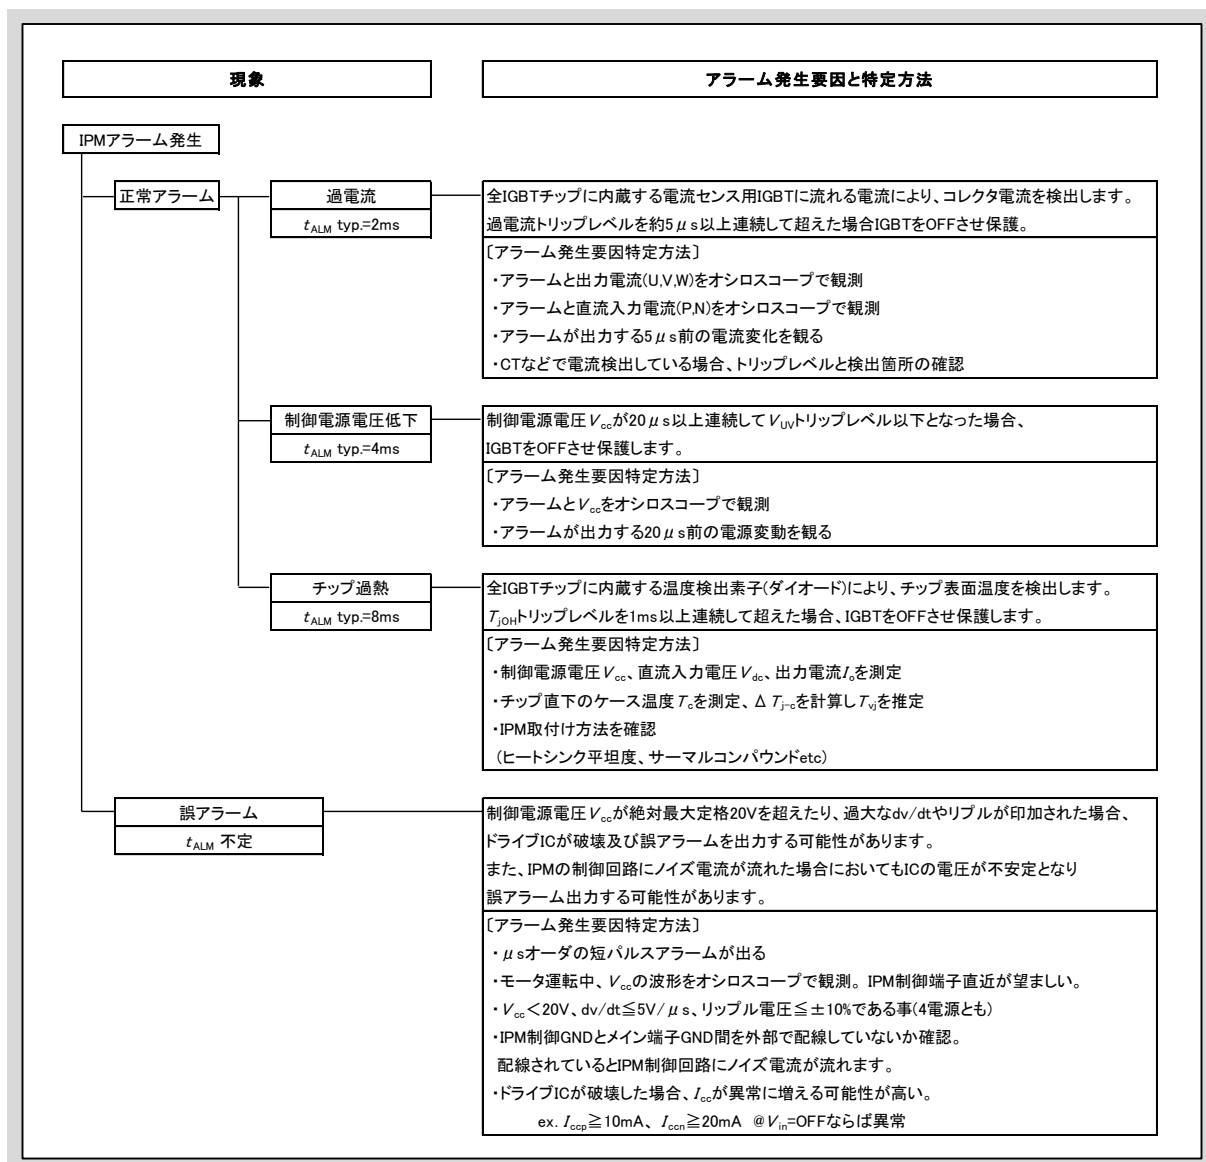 現象
アラーム発生要因と特定方法
IPMアラーム発生
正常アラーム
過電流
tALM typ.=2ms
全IGBTチップに内蔵する電流センス用IGBTに流れる電流により、コレクタ電流を検出します。
過電流トリップレベルを約5μs以上連続して超えた場合IGBTをOFFさせ保護。
〔アラーム発生要因特定方法〕
・アラームと出力電流(U,V,W)をオシロスコープで観測
・アラームと直流入力電流(P,N)をオシロスコープで観測
・アラームが出力する5μs前の電流変化を観る
・CTなどで電流検出している場合、トリップレベルと検出箇所の確認
制御電源電圧低下
tALM typ.=4ms
制御電源電圧Vccが20μs以上連続してVUVトリップレベル以下となった場合、
IGBTをOFFさせ保護します。
〔アラーム発生要因特定方法〕
・アラームとVccをオシロスコープで観測
・アラームが出力する20μs前の電源変動を観る
チップ過熱
tALM typ.=8ms
全IGBTチップに内蔵する温度検出素子(ダイオード)により、チップ表面温度を検出します。
TjOHトリップレベルを1ms以上連続して超えた場合、IGBTをOFFさせ保護します。
〔アラーム発生要因特定方法〕
・制御電源電圧Vcc、直流入力電圧Vdc、出力電流Ioを測定
・チップ直下のケース温度Tcを測定、ΔTj-cを計算しTvjを推定
・IPM取付け方法を確認
(ヒートシンク平坦度、サーマルコンパウンドetc)
誤アラーム
tALM 不定
制御電源電圧Vccが絶対最大定格20Vを超えたり、過大なdv/dtやリプルが印加された場合、
ドライブICが破壊及び誤アラームを出力する可能性があります。
また、IPMの制御回路にノイズ電流が流れた場合においてもICの電圧が不安定となり
誤アラーム出力する可能性があります。
〔アラーム発生要因特定方法〕
・μsオーダの短パルスアラームが出る
・モータ運転中、Vccの波形をオシロスコープで観測。IPM制御端子直近が望ましい。
・Vcc＜20V、dv/dt≦5V/μs、リップル電圧≦±10%である事(4電源とも)
・IPM制御GNDとメイン端子GND間を外部で配線していないか確認。
配線されているとIPM制御回路にノイズ電流が流れます。
・ドライブICが破壊した場合、Iccが異常に増える可能性が高い。
ex. Iccp≧10mA、Iccn≧20mA @Vin=OFFならば異常